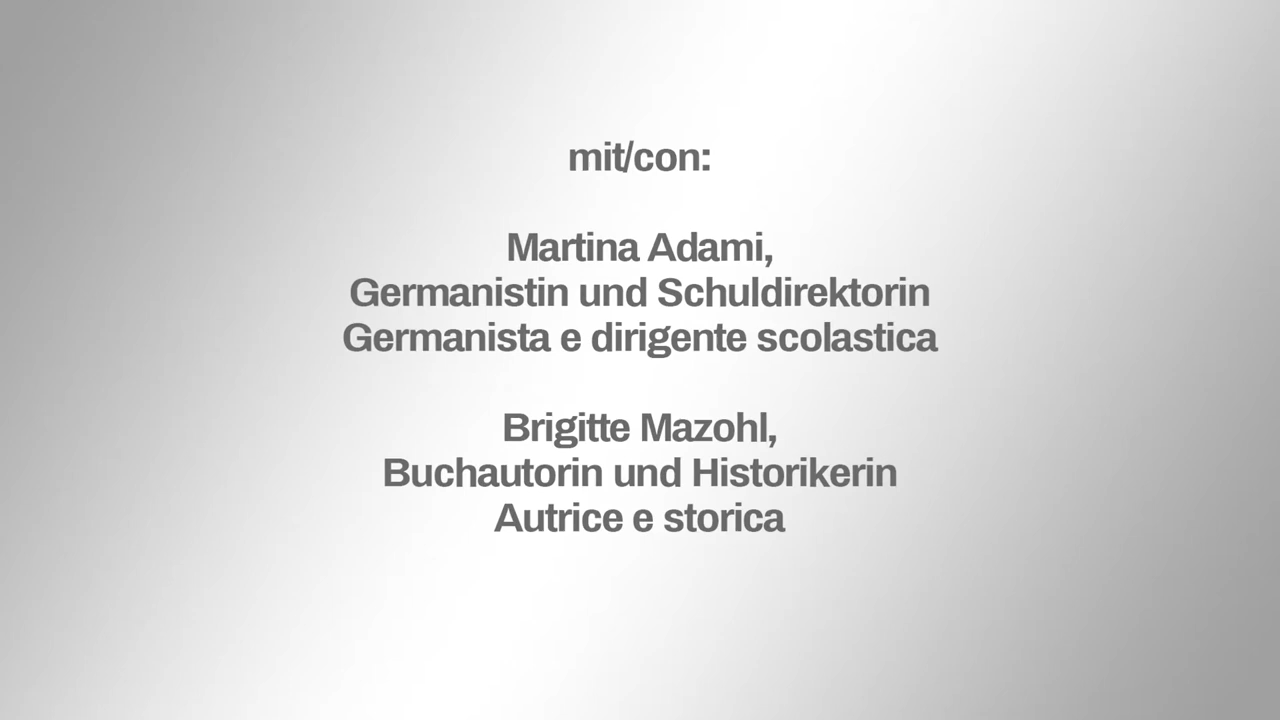 mit/con:
Martina Adami,
Germanistin und Schuldirektorin
Germanista e dirigente scolastica
Brigitte Mazohl,
Buchautorin und Historikerin
Autrice e storica